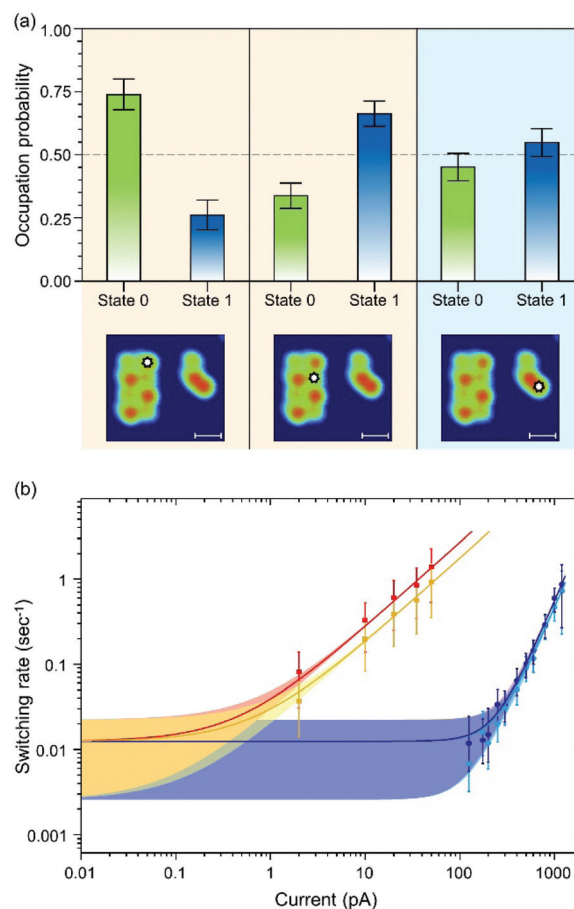 (a)
Occupation probability
1.00
0.75
0.50
0.25
0.00
State 0 State 1 State 0 State 1 State 0 State 1
(b)
Switching rate (sec⁻¹)
1
0.1
0.01
0.001
0.01 0.1 1 10 100 1000
Current (pA)